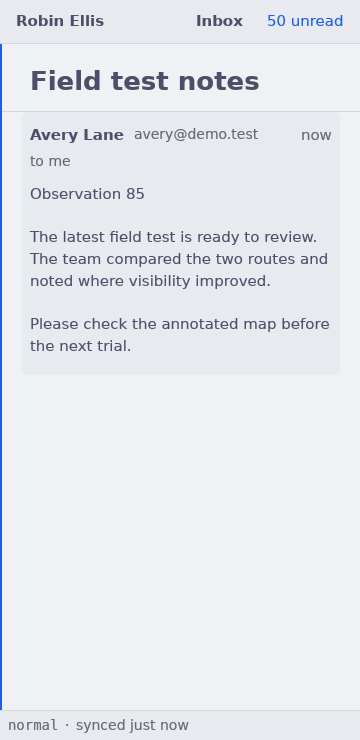 Robin Ellis Inbox 50 unread
Field test notes
Avery Lane avery@demo.test now
to me
Observation 85
The latest field test is ready to review.
The team compared the two routes and
noted where visibility improved.
Please check the annotated map before
the next trial.
normal · synced just now